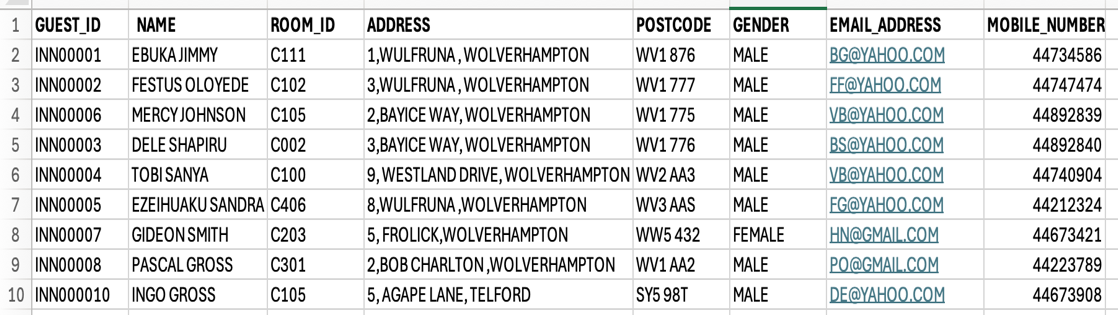 1 GUEST_ID NAME ROOM_ID ADDRESS POSTCODE GENDER EMAIL_ADDRESS MOBILE_NUMBER
2 INN00001 EBUKA JIMMY C111 1,WULFRUNA , WOLVERHAMPTON WV1 876 MALE BG@YAHOO.COM 44734586
3 INN00002 FESTUS OLOYEDE C102 3,WULFRUNA , WOLVERHAMPTON WV1 777 MALE FF@YAHOO.COM 44747474
4 INN00006 MERCY JOHNSON C105 2,BAYICE WAY, WOLVERHAMPTON WV1 775 MALE VB@YAHOO.COM 44892839
5 INN00003 DELE SHAPIRU C002 3,BAYICE WAY, WOLVERHAMPTON WV1 776 MALE BS@YAHOO.COM 44892840
6 INN00004 TOBI SANYA C100 9, WESTLAND DRIVE, WOLVERHAMPTON WV2 AA3 MALE VB@YAHOO.COM 44740904
7 INN00005 EZEIHUAKU SANDRA C406 8,WULFRUNA ,WOLVERHAMPTON WV3 AAS MALE FG@YAHOO.COM 44212324
8 INN00007 GIDEON SMITH C203 5, FROLICK,WOLVERHAMPTON WW5 432 FEMALE HN@GMAIL.COM 44673421
9 INN00008 PASCAL GROSS C301 2,BOB CHARLTON ,WOLVERHAMPTON WV1 AA2 MALE PO@GMAIL.COM 44223789
10 INN000010 INGO GROSS C105 5, AGAPE LANE, TELFORD SY5 98T MALE DE@YAHOO.COM 44673908